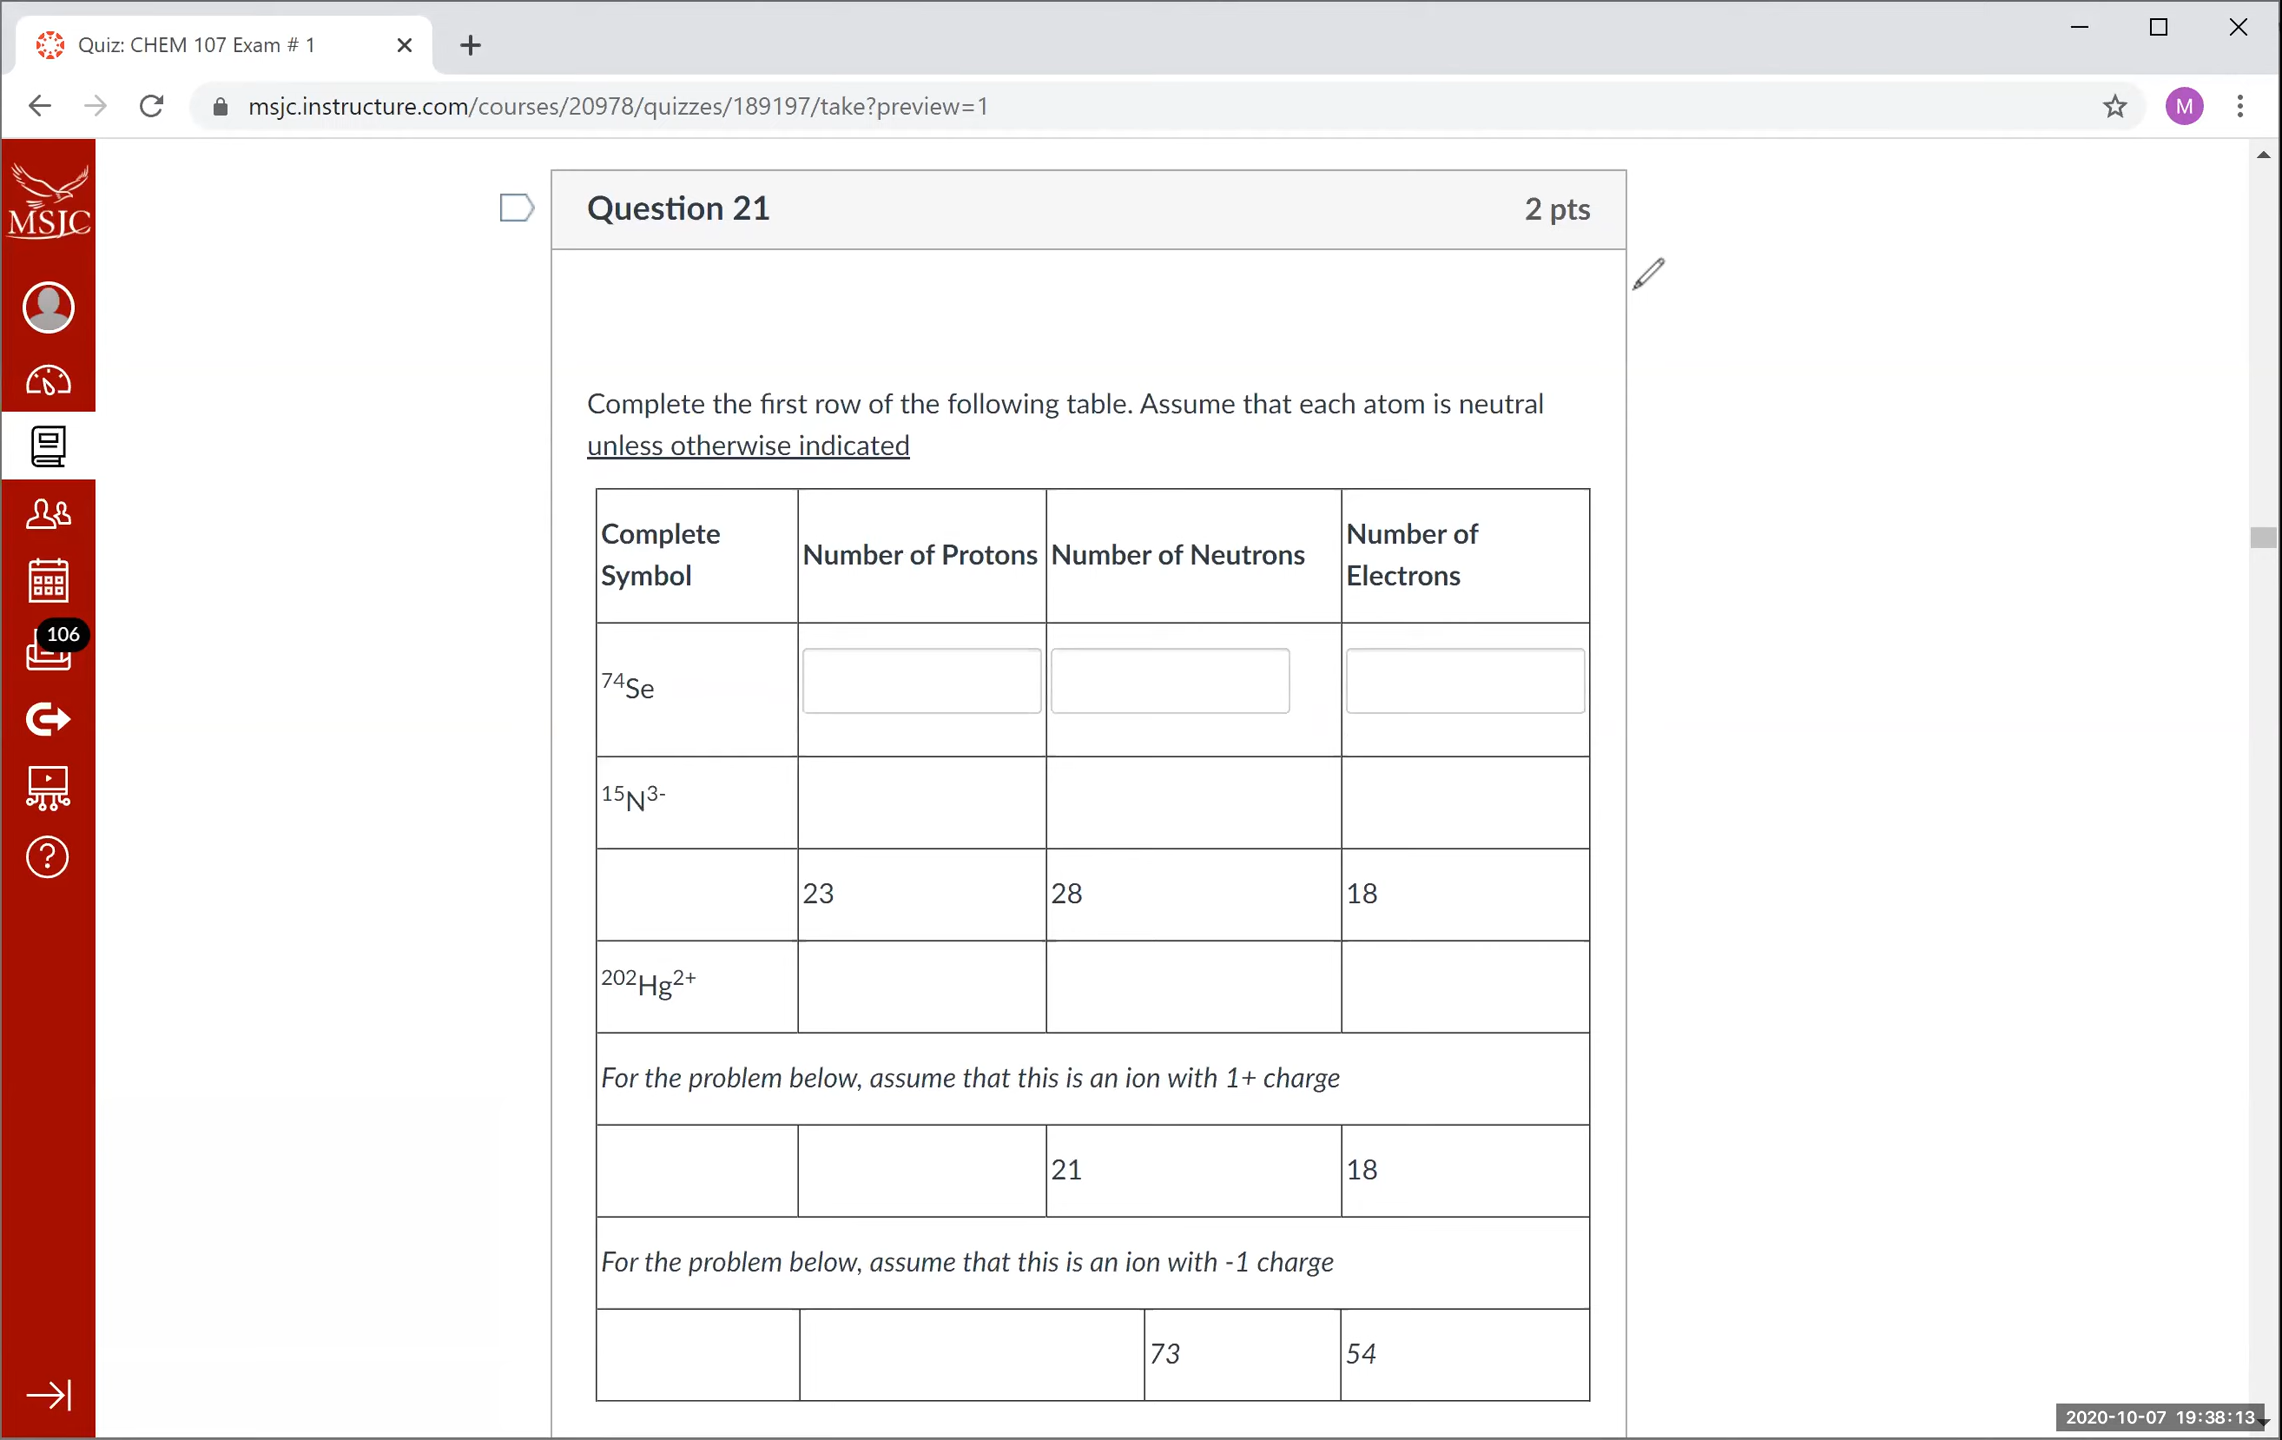 Quiz: CHEM 107 Exam # 1
msjc.instructure.com/courses/20978/quizzes/189197/take?preview=1
M
MSJC
106
Question 21
2 pts
Complete the first row of the following table. Assume that each atom is neutral
unless otherwise indicated
Complete Symbol Number of Protons Number of Neutrons Number of Electrons
⁷⁴Se
¹⁵N³⁻
23 28 18
²⁰²Hg²⁺
For the problem below, assume that this is an ion with 1+ charge
21 18
For the problem below, assume that this is an ion with -1 charge
73 54
2020-10-07 19:38:13